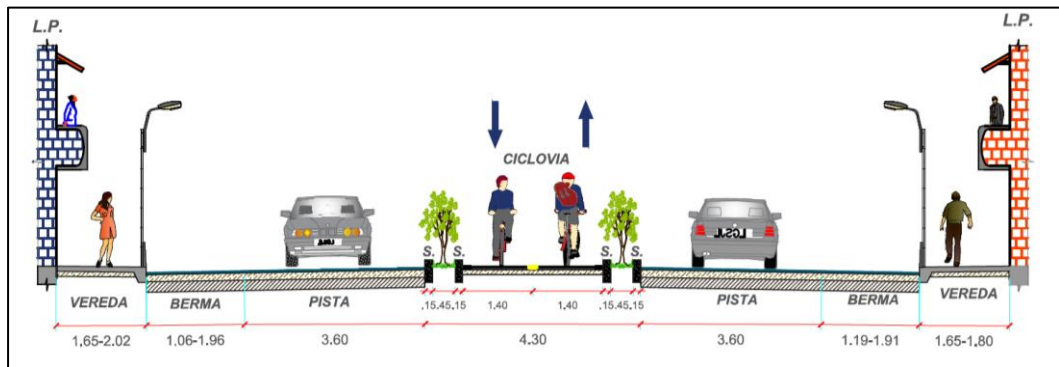 L.P. L.P.
CICLOVIA
S. S. S. S.
LGSJL LGSJL
VEREDA BERMA PISTA .15 .45 .15 1,40 1,40 .15 .45 .15 PISTA BERMA VEREDA
1.65-2.02 1.06-1.96 3.60 4.30 3.60 1.19-1.91 1.65-1.80